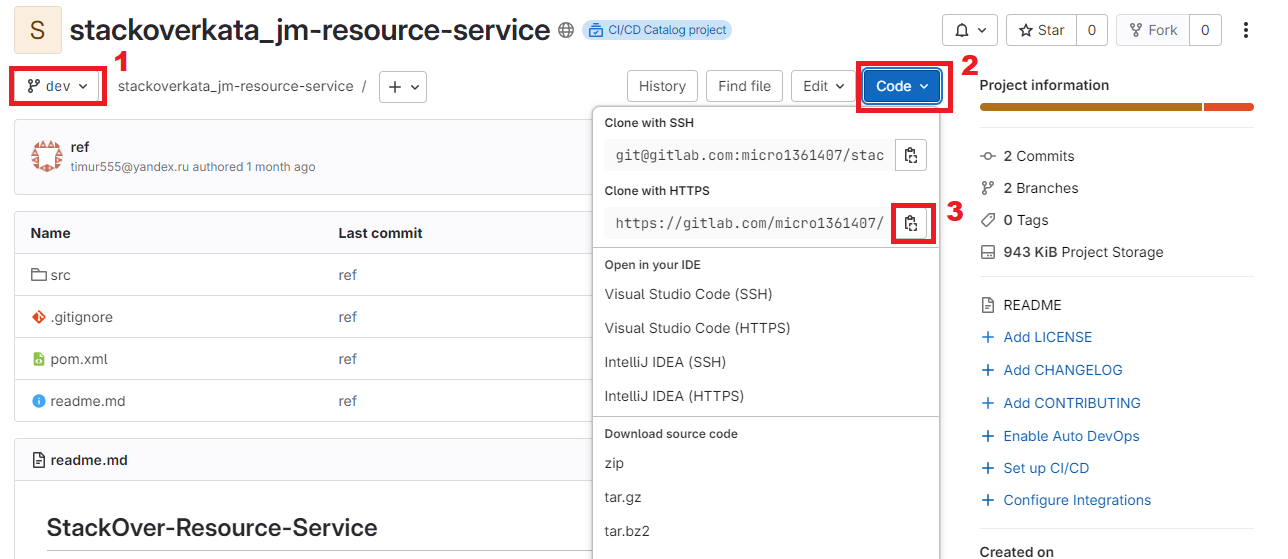 S stackoverkata_jm-resource-service CI/CD Catalog project Star 0 Fork 0
1 2
dev stackoverkata_jm-resource-service / + History Find file Edit Code
Clone with SSH
git@gitlab.com:micro1361407/stac
Clone with HTTPS
https://gitlab.com/micro1361407/ 3
Open in your IDE
Visual Studio Code (SSH)
Visual Studio Code (HTTPS)
IntelliJ IDEA (SSH)
IntelliJ IDEA (HTTPS)
Download source code
zip
tar.gz
tar.bz2
ref
timur555@yandex.ru authored 1 month ago
Name Last commit
src ref
.gitignore ref
pom.xml ref
readme.md ref
readme.md
StackOver-Resource-Service
Project information
2 Commits
2 Branches
0 Tags
943 KiB Project Storage
README
+ Add LICENSE
+ Add CHANGELOG
+ Add CONTRIBUTING
+ Enable Auto DevOps
+ Set up CI/CD
+ Configure Integrations
Created on